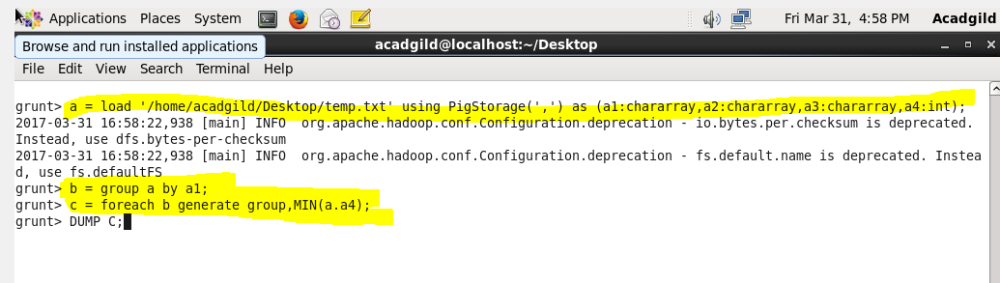 Applications Places System Fri Mar 31, 4:58 PM Acadgild
Browse and run installed applications acadgild@localhost:~/Desktop
File Edit View Search Terminal Help
grunt> a = load '/home/acadgild/Desktop/temp.txt' using PigStorage(',') as (a1:chararray,a2:chararray,a3:chararray,a4:int);
2017-03-31 16:58:22,938 [main] INFO  org.apache.hadoop.conf.Configuration.deprecation - io.bytes.per.checksum is deprecated.
Instead, use dfs.bytes-per-checksum
2017-03-31 16:58:22,938 [main] INFO  org.apache.hadoop.conf.Configuration.deprecation - fs.default.name is deprecated. Instea
d, use fs.defaultFS
grunt> b = group a by a1;
grunt> c = foreach b generate group,MIN(a.a4);
grunt> DUMP C;